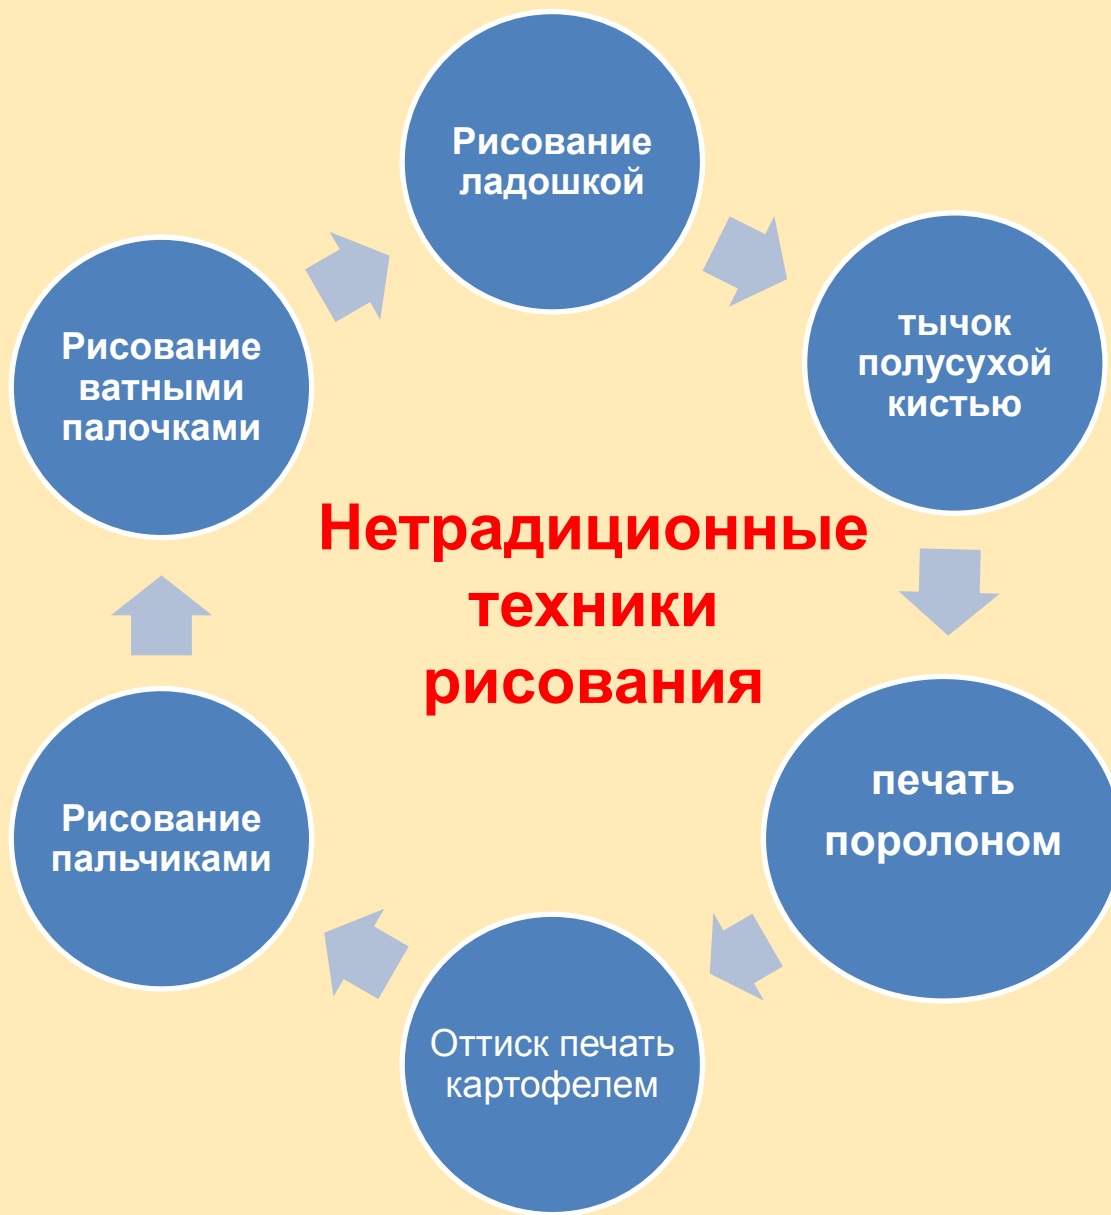 Рисование
ладошкой
тычок
полусухой
кистью
Рисование
ватными
палочками
Нетрадиционные
техники
рисования
печать
поролоном
Рисование
пальчиками
Оттиск печать
картофелем